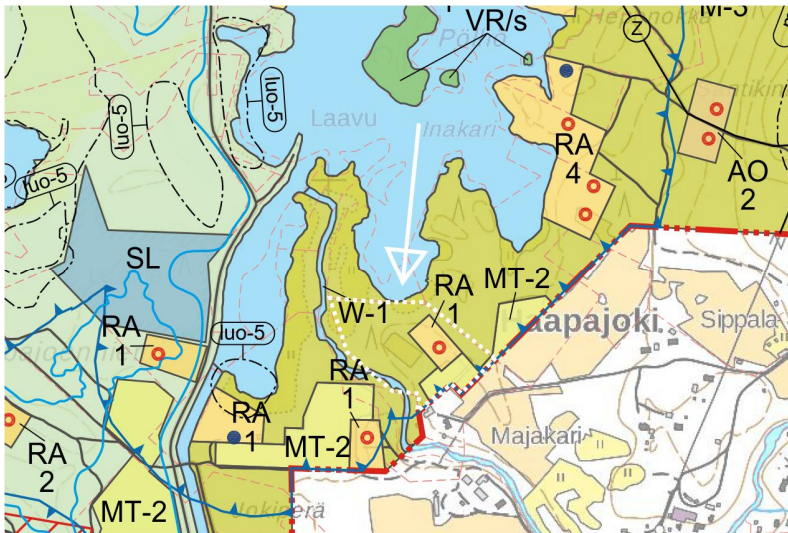 VR/s
Z
M-3
luo-5
luo-5
luo-5
Laavu
Inakari
RA
4
AO
2
SL
W-1
RA
1
MT-2
Haapajoki
Sippala
RA
1
luo-5
RA
1
RA
1
MT-2
Majakari
RA
2
MT-2
Jokiperä